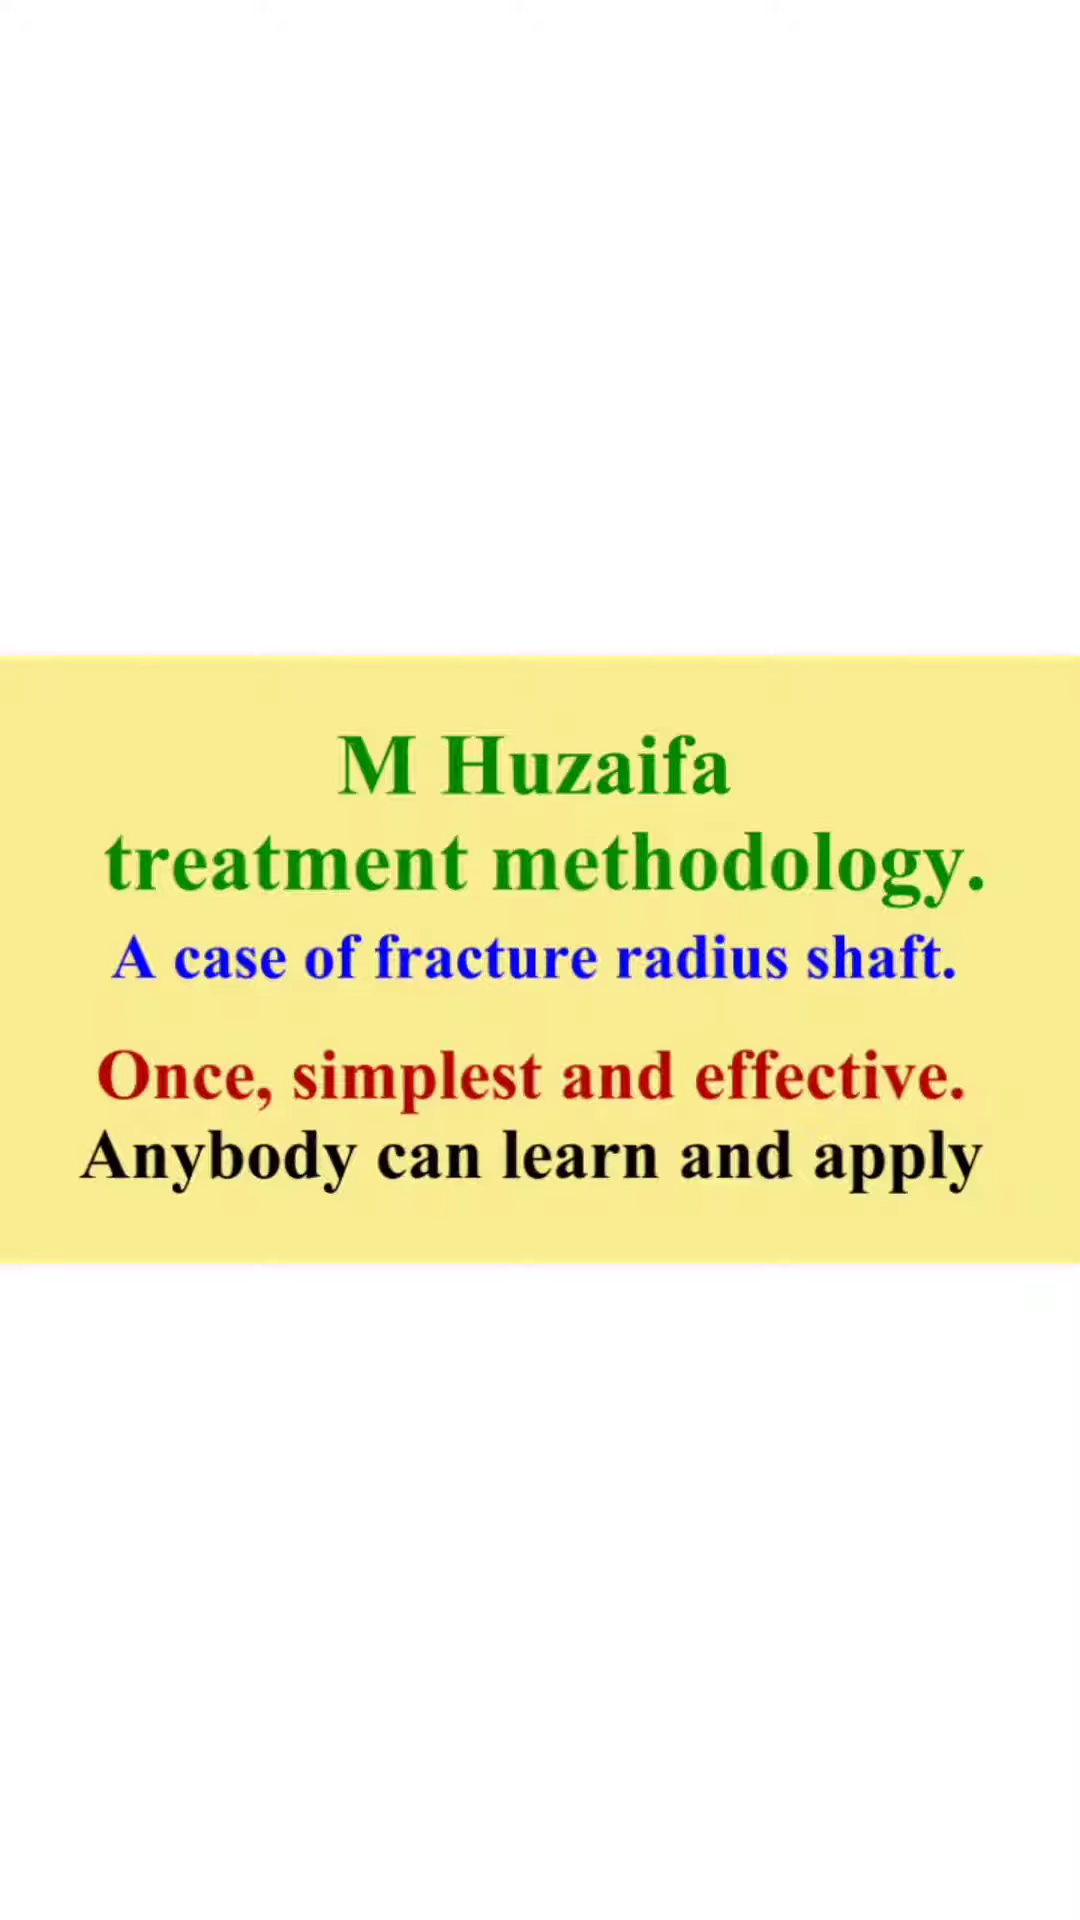 M Huzaifa
treatment methodology.
A case of fracture radius shaft.
Once, simplest and effective.
Anybody can learn and apply